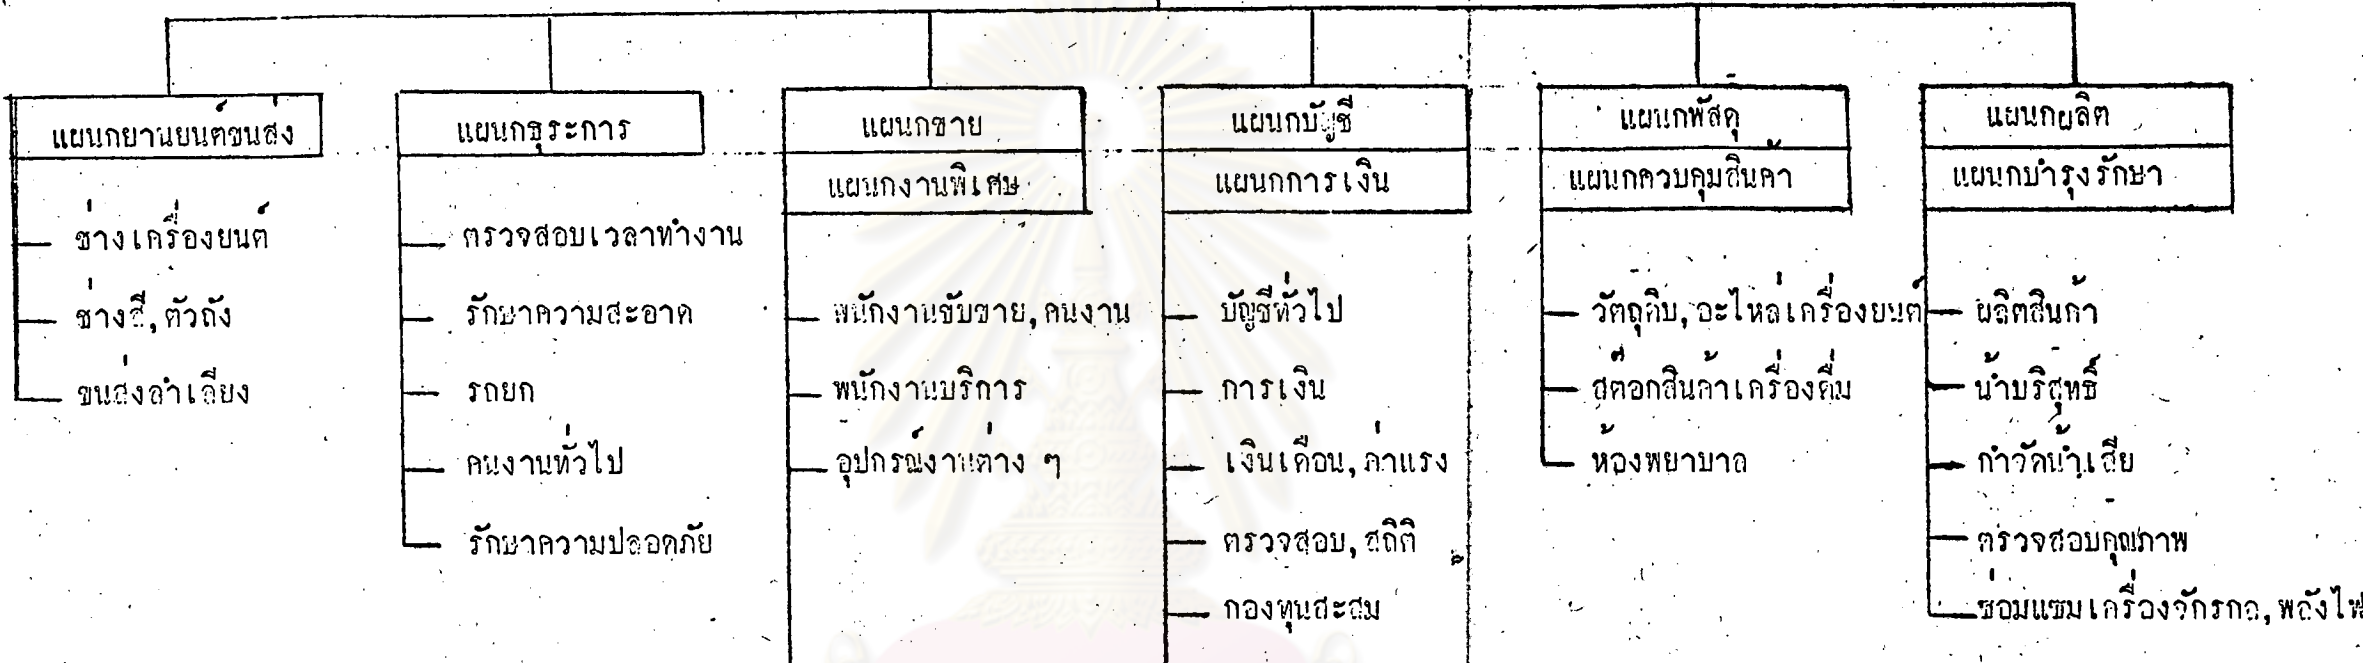 แผนกยานยนต์ขนส่ง
ช่างเครื่องยนต์
ช่างสี, ตัวถัง
ขนส่งลำเลียง
แผนกธุระการ
ตรวจสอบเวลาทำงาน
รักษาความสะอาด
รถยก
คนงานทั่วไป
รักษาความปลอดภัย
แผนกขาย
แผนกงานพิเศษ
พนักงานขับขาย, คนงาน
พนักงานบริการ
อุปกรณ์งานต่าง ๆ
แผนกบัญชี
แผนกการเงิน
บัญชีทั่วไป
การเงิน
เงินเดือน, ค่าแรง
ตรวจสอบ, สถิติ
กองทุนสะสม
แผนกพัสดุ
แผนกควบคุมสินค้า
วัตถุดิบ, อะไหล่เครื่องยนต์
สต๊อกสินค้าเครื่องดื่ม
ห้องพยาบาล
แผนกผลิต
แผนกบำรุงรักษา
ผลิตสินค้า
น้ำบริสุทธิ์
กำจัดน้ำเสีย
ตรวจสอบคุณภาพ
ซ่อมแซมเครื่องจักรกล, พลังไฟ